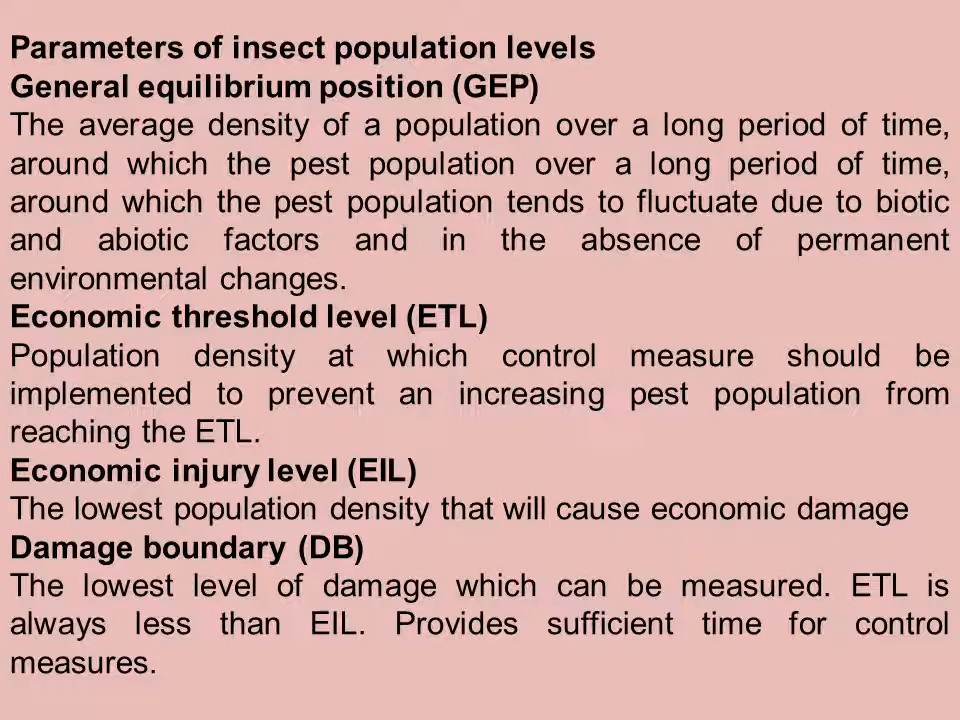 Parameters of insect population levels
General equilibrium position (GEP)
The average density of a population over a long period of time,
around which the pest population over a long period of time,
around which the pest population tends to fluctuate due to biotic
and abiotic factors and in the absence of permanent
environmental changes.
Economic threshold level (ETL)
Population density at which control measure should be
implemented to prevent an increasing pest population from
reaching the ETL.
Economic injury level (EIL)
The lowest population density that will cause economic damage
Damage boundary (DB)
The lowest level of damage which can be measured. ETL is
always less than EIL. Provides sufficient time for control
measures.